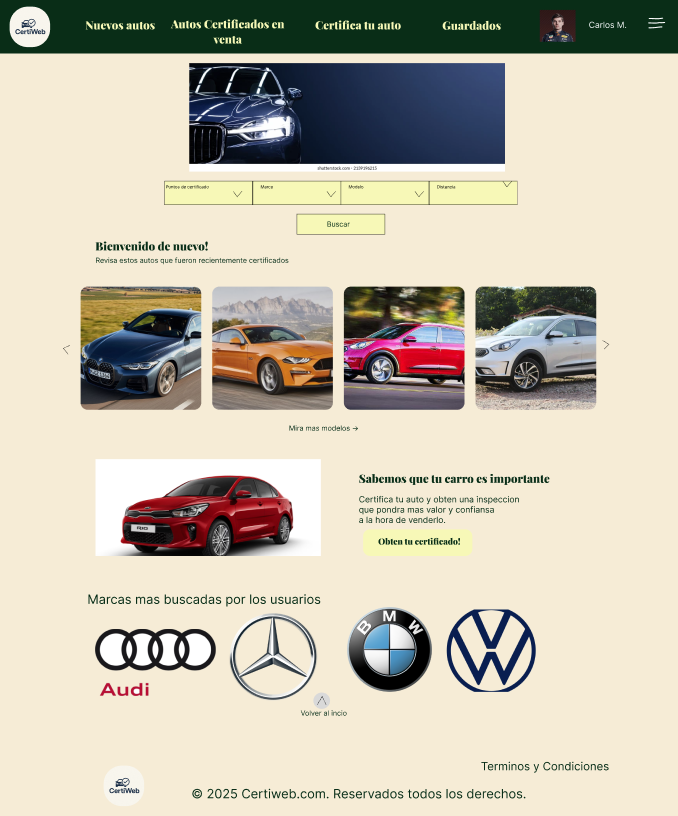 CertiWeb
Nuevos autos
Autos Certificados en
venta
Certifica tu auto
Guardados
Carlos M.
shutterstock.com · 2139196215
Puntos de certificado
Marca
Modelo
Distancia
Buscar
Bienvenido de nuevo!
Revisa estos autos que fueron recientemente certificados
Mira mas modelos →
Sabemos que tu carro es importante
Certifica tu auto y obten una inspeccion
que pondra mas valor y confiansa
a la hora de venderlo.
Obten tu certificado!
Marcas mas buscadas por los usuarios
Audi
BMW
Volver al incio
Terminos y Condiciones
CertiWeb
© 2025 Certiweb.com. Reservados todos los derechos.